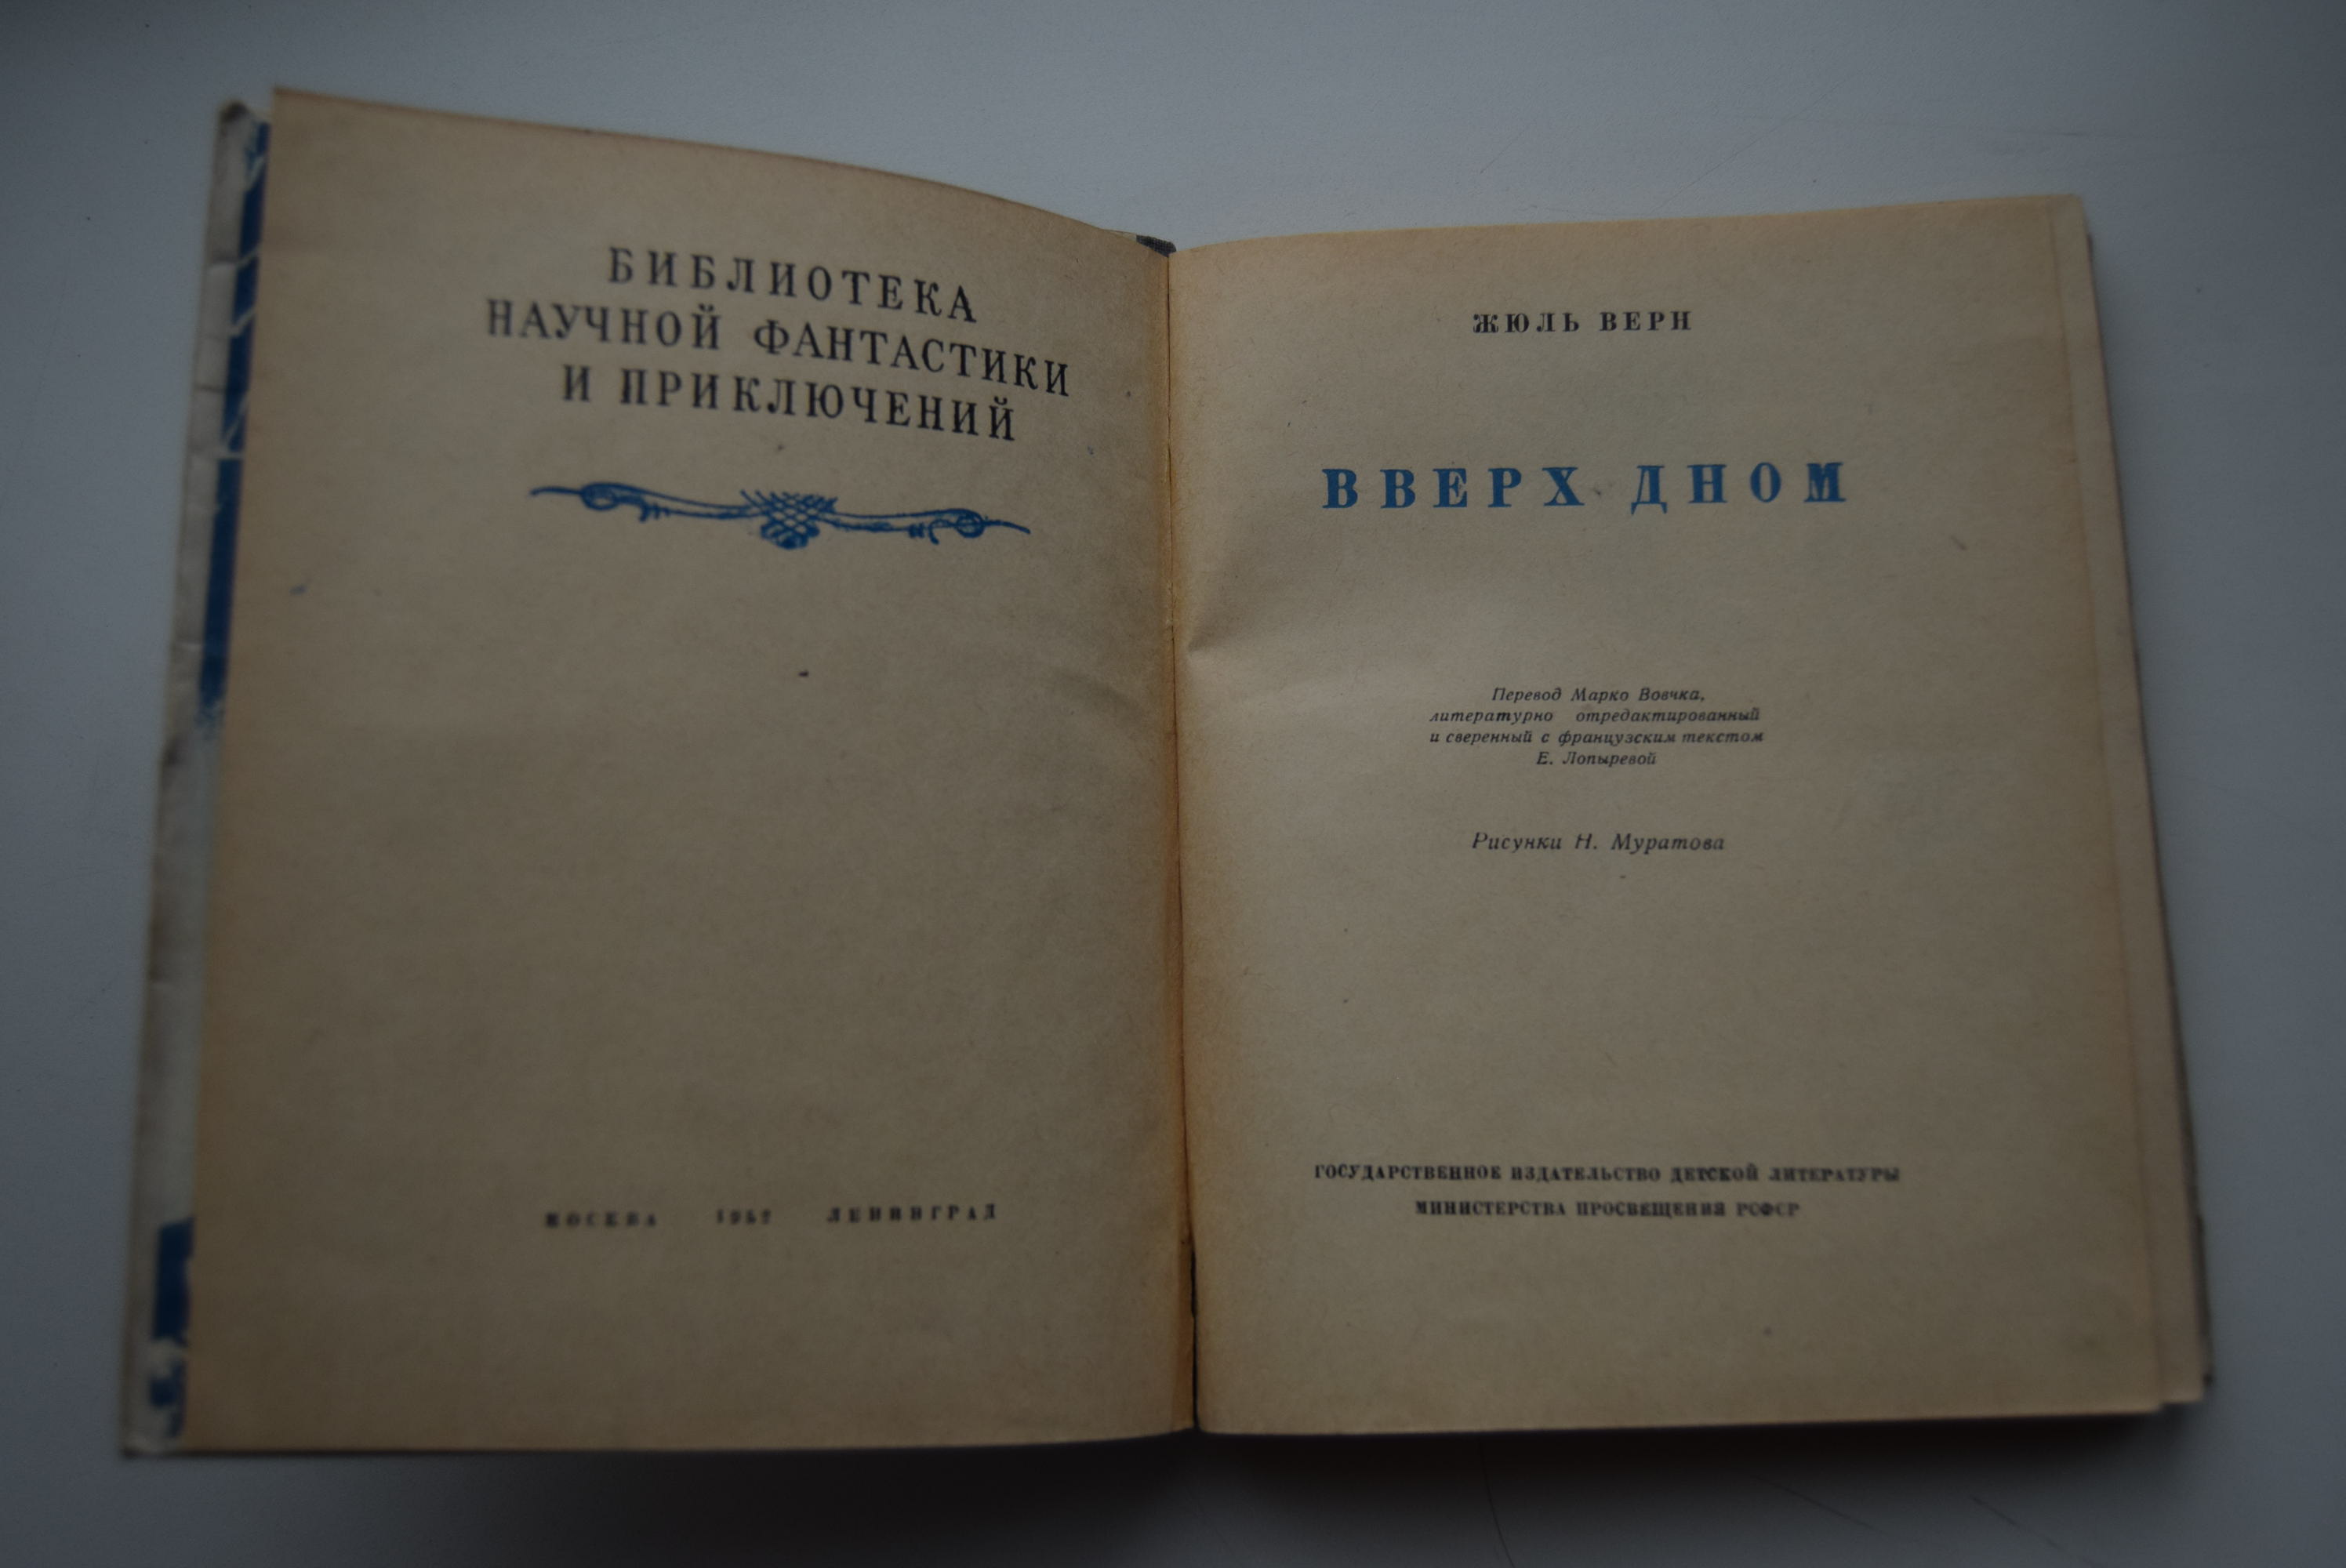 БИБЛИОТЕКА
НАУЧНОЙ ФАНТАСТИКИ
И ПРИКЛЮЧЕНИЙ
МОСКВА ЛЕНИНГРАД
ЖЮЛЬ ВЕРН
ВВЕРХ ДНОМ
Перевод Марко Вовчка,
литературно отредактированный
и сверенный с французским текстом
Е. Лопыревой
Рисунки Н. Муратова
ГОСУДАРСТВЕННОЕ ИЗДАТЕЛЬСТВО ДЕТСКОЙ ЛИТЕРАТУРЫ
МИНИСТЕРСТВА ПРОСВЕЩЕНИЯ РСФСР